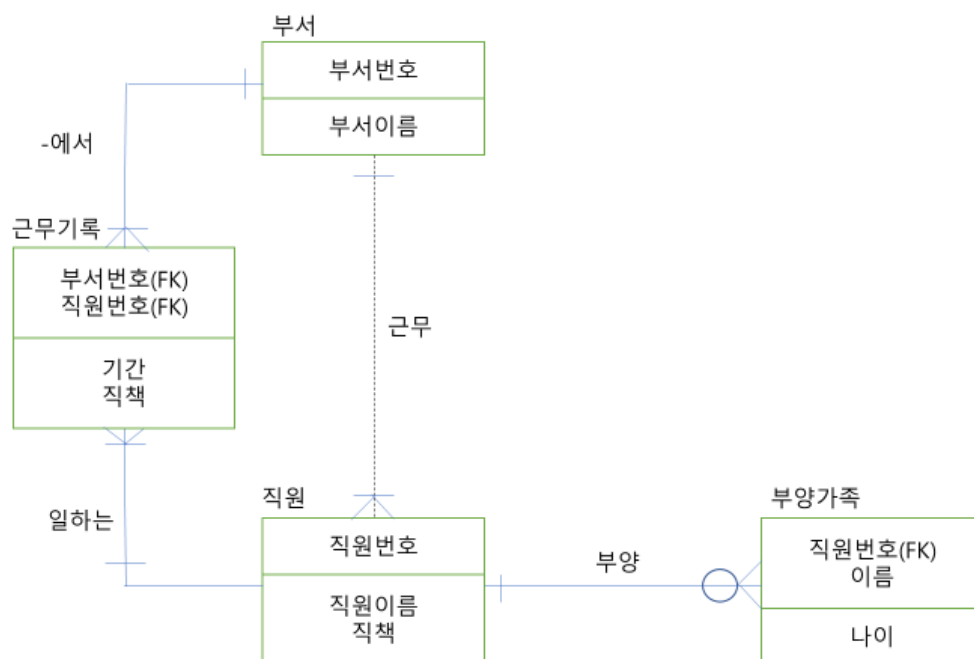 부서
부서번호
부서이름
-에서
근무기록
부서번호(FK)
직원번호(FK)
기간
직책
근무
일하는
직원
직원번호
직원이름
직책
부양
부양가족
직원번호(FK)
이름
나이